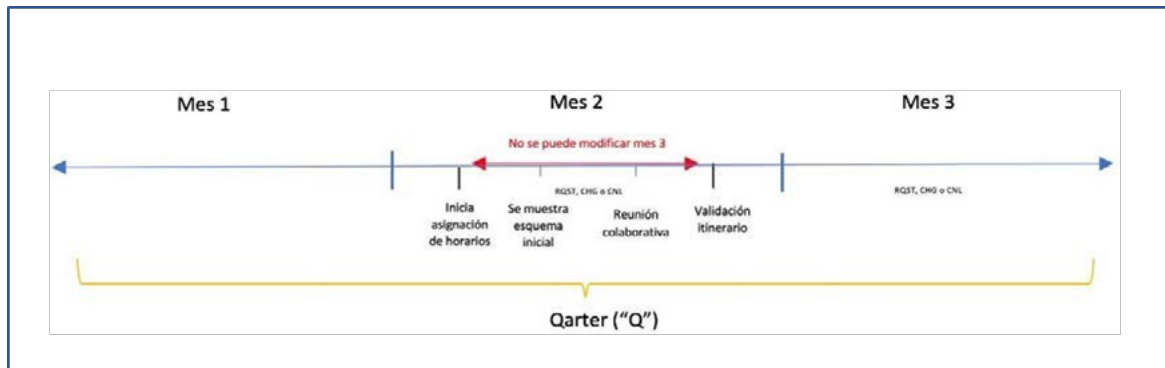 Mes 1
Mes 2
Mes 3
No se puede modificar mes 3
RQST, CHG o CNL
RQST, CHG o CNL
Inicia
asignación
de horarios
Se muestra
esquema
inicial
Reunión
colaborativa
Validación
itinerario
Qarter (“Q”)